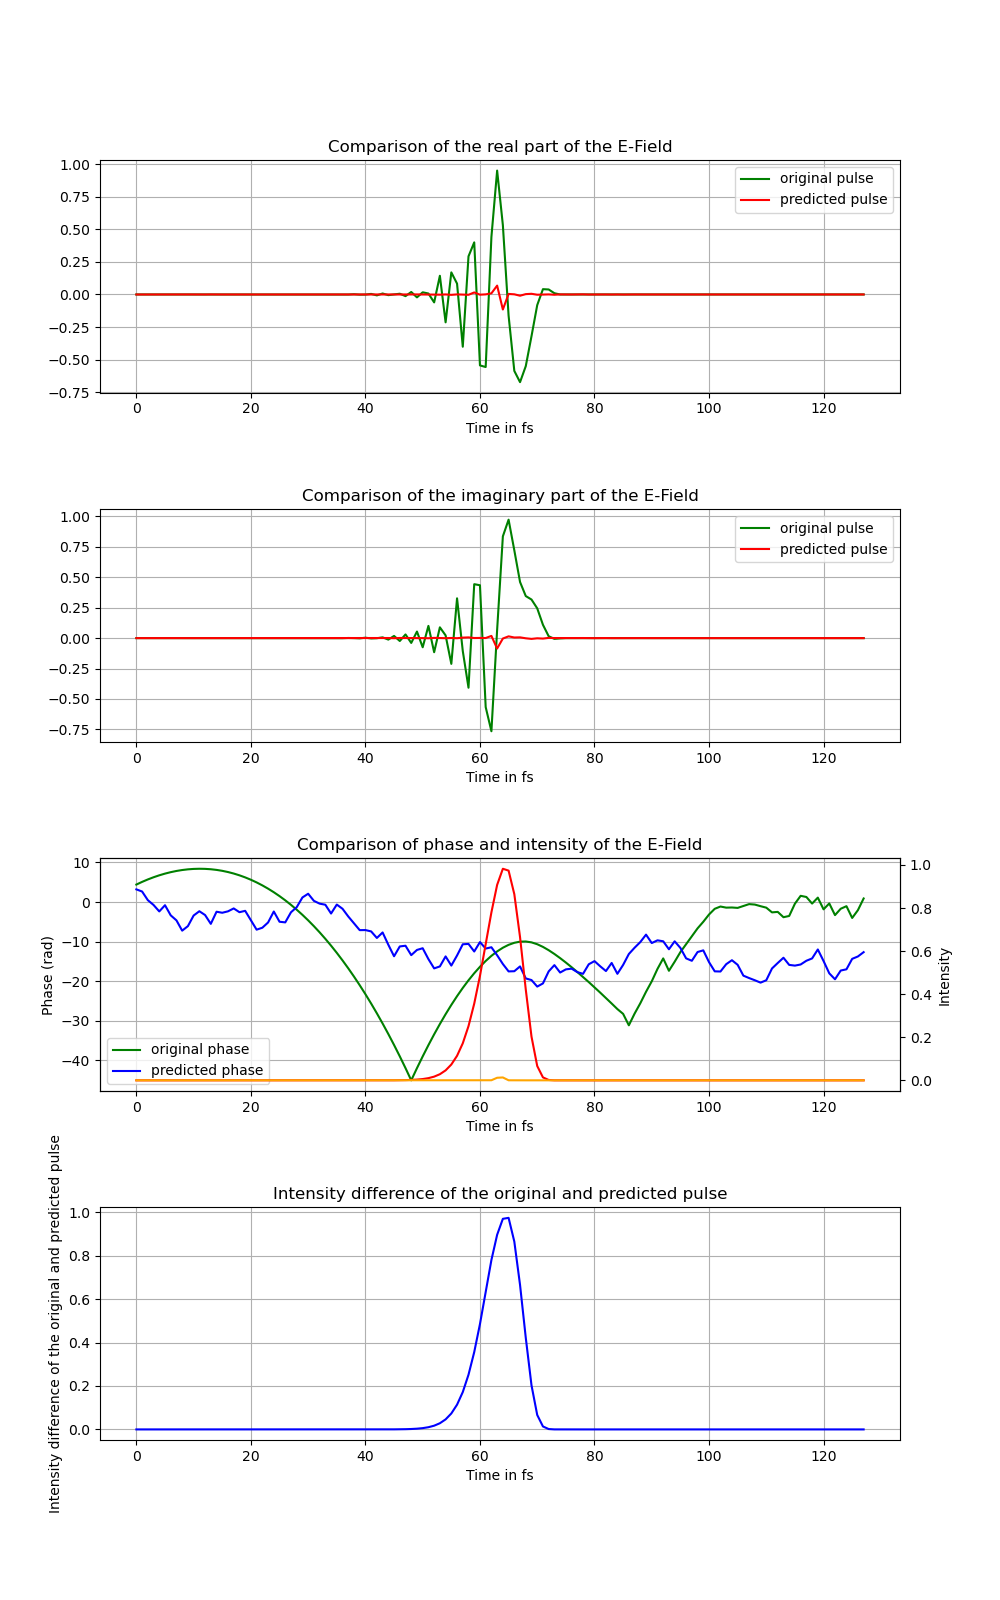 Comparison of the real part of the E-Field
1.00
0.75
0.50
0.25
0.00
−0.25
−0.50
−0.75
original pulse
predicted pulse
0 20 40 60 80 100 120
Time in fs
Comparison of the imaginary part of the E-Field
1.00
0.75
0.50
0.25
0.00
−0.25
−0.50
−0.75
original pulse
predicted pulse
0 20 40 60 80 100 120
Time in fs
Comparison of phase and intensity of the E-Field
Phase (rad)
10
0
−10
−20
−30
−40
original phase
predicted phase
1.0
0.8
0.6
0.4
0.2
0.0
Intensity
0 20 40 60 80 100 120
Time in fs
Intensity difference of the original and predicted pulse
Intensity difference of the original and predicted pulse
1.0
0.8
0.6
0.4
0.2
0.0
0 20 40 60 80 100 120
Time in fs